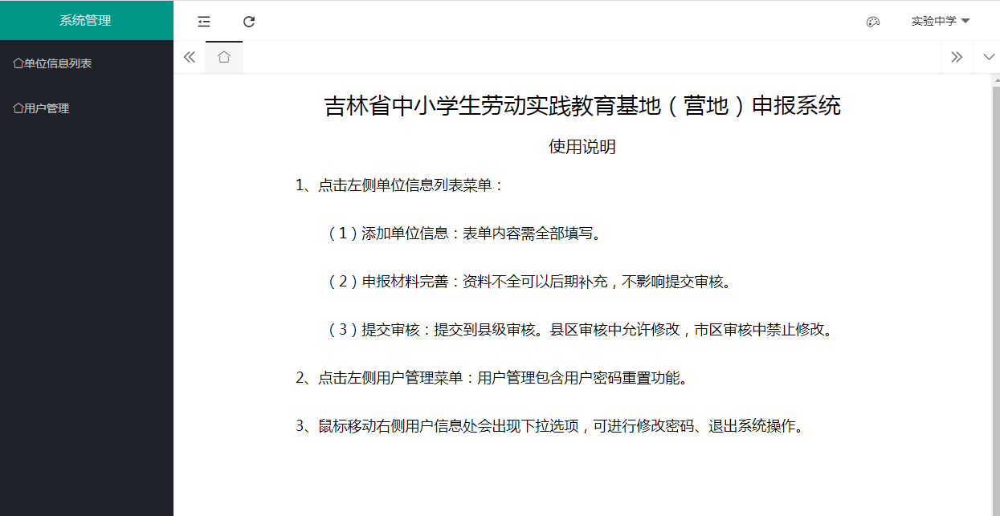 系统管理
实验中学
单位信息列表
用户管理
吉林省中小学生劳动实践教育基地（营地）申报系统
使用说明
1、点击左侧单位信息列表菜单：
（1）添加单位信息：表单内容需全部填写。
（2）申报材料完善：资料不全可以后期补充，不影响提交审核。
（3）提交审核：提交到县级审核。县区审核中允许修改，市区审核中禁止修改。
2、点击左侧用户管理菜单：用户管理包含用户密码重置功能。
3、鼠标移动右侧用户信息处会出现下拉选项，可进行修改密码、退出系统操作。